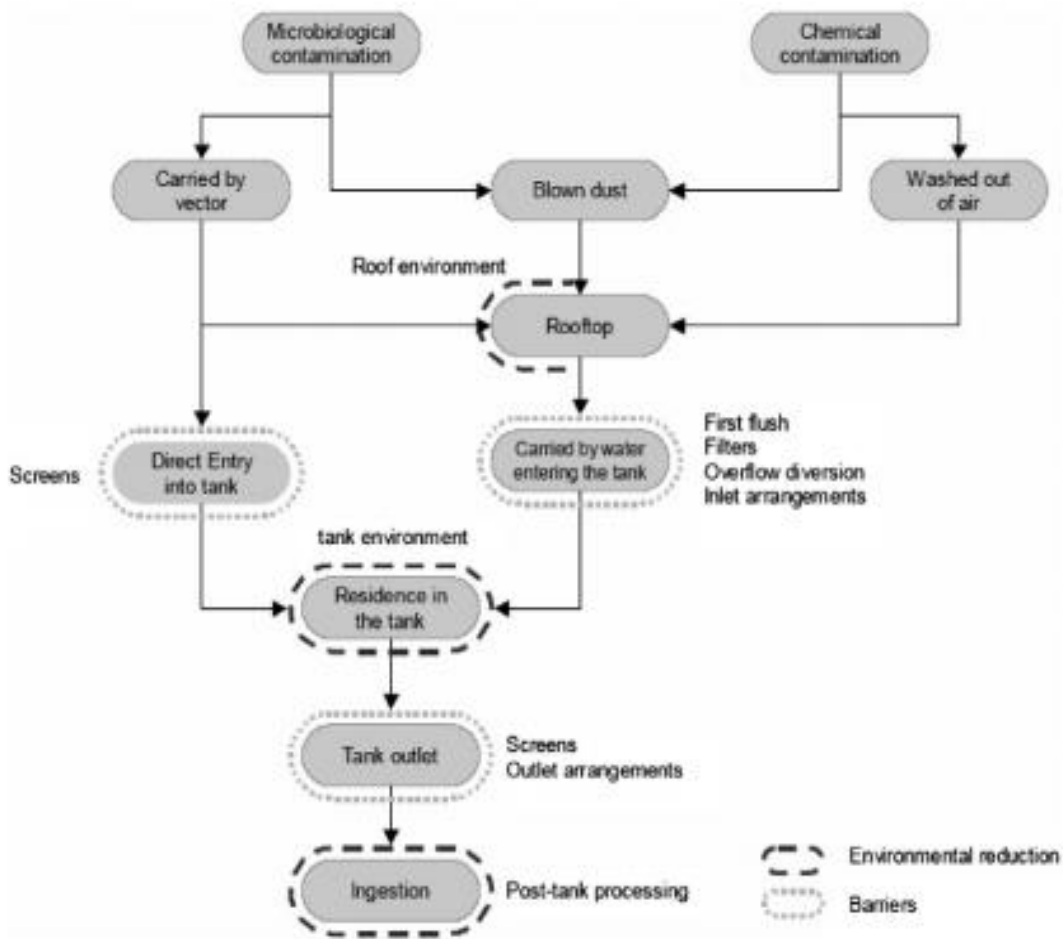 Microbiological
contamination
Chemical
contamination
Carried by
vector
Blown dust
Washed out
of air
Roof environment
Rooftop
Screens
Direct Entry
into tank
Carried by water
entering the tank
First flush
Filters
Overflow diversion
Inlet arrangements
tank environment
Residence in
the tank
Tank outlet
Screens
Outlet arrangements
Ingestion
Post-tank processing
Environmental reduction
Barriers